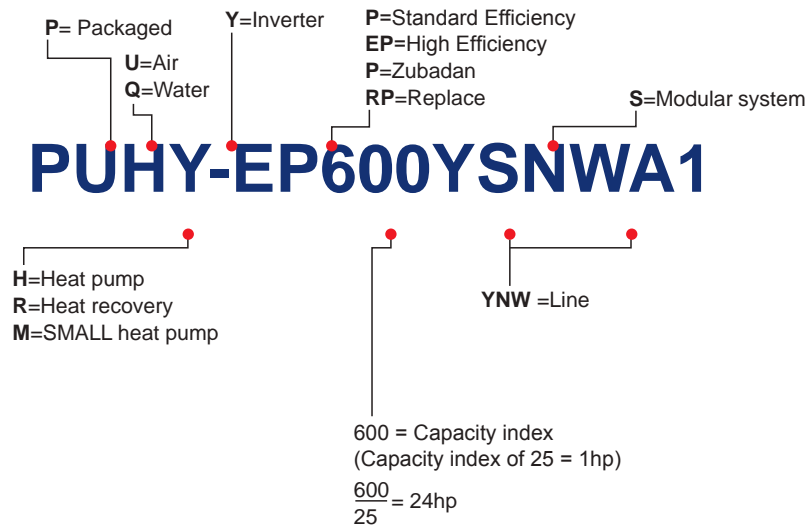 P= Packaged
U=Air
Q=Water
Y=Inverter
P=Standard Efficiency
EP=High Efficiency
P=Zubadan
RP=Replace
S=Modular system
PUHY-EP600YSNWA1
H=Heat pump
R=Heat recovery
M=SMALL heat pump
YNW =Line
600 = Capacity index
(Capacity index of 25 = 1hp)
600
25
= 24hp